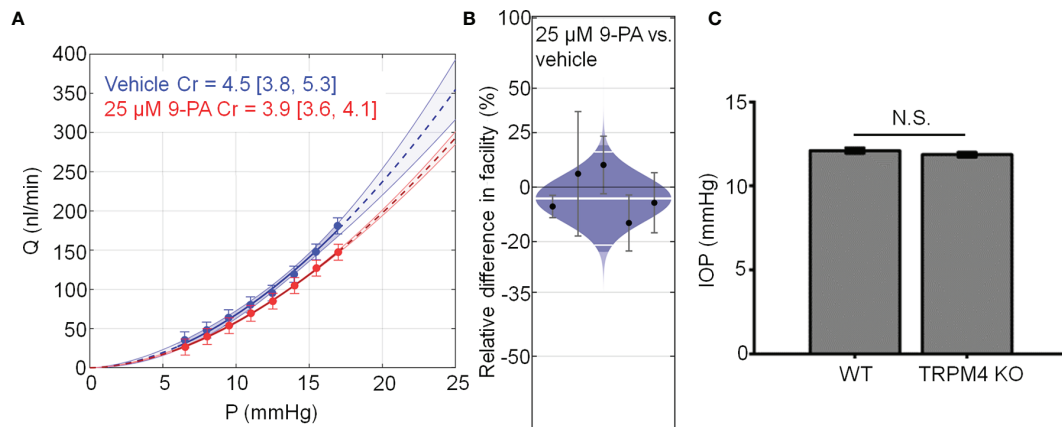 A
400
350
300
250
200
150
100
50
0
Q (nl/min)
Vehicle Cr = 4.5 [3.8, 5.3]
25 µM 9-PA Cr = 3.9 [3.6, 4.1]
0
5
10
15
20
25
P (mmHg)
B
100
50
25
0
-20
-35
-50
Relative difference in facility (%)
25 µM 9-PA vs.
vehicle
C
15
10
5
0
IOP (mmHg)
N.S.
WT
TRPM4 KO